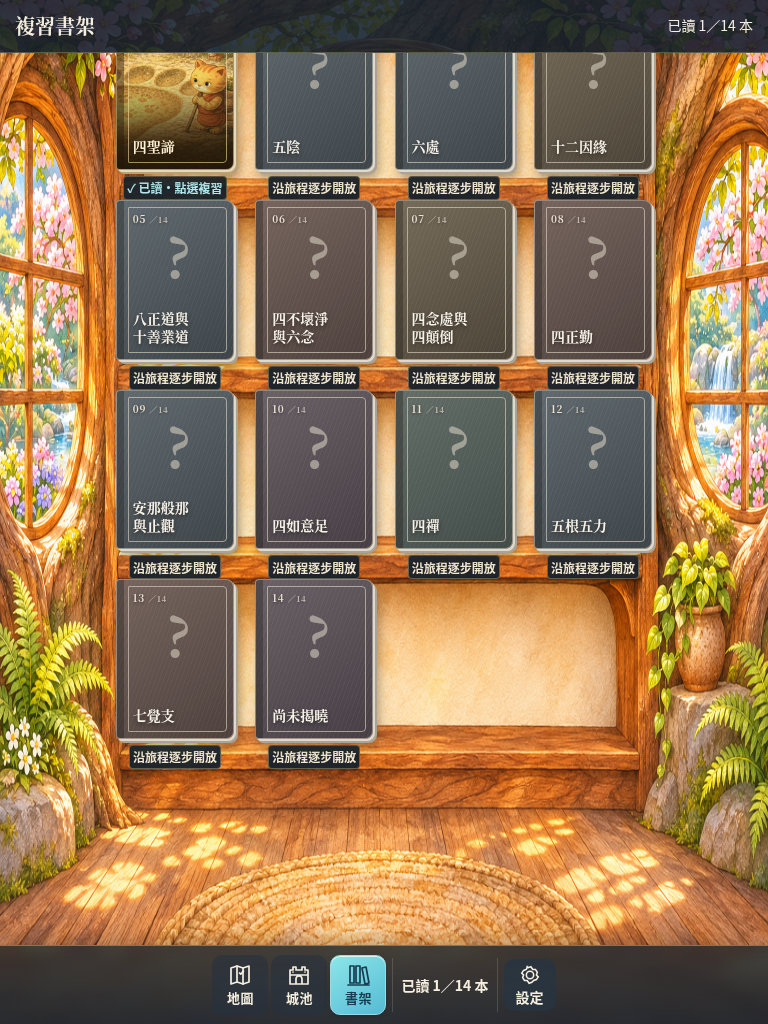 複習書架
已讀 1／14 本
?
?
?
四聖諦
五陰
六處
十二因緣
✓已讀・點選複習
沿旅程逐步開放
沿旅程逐步開放
沿旅程逐步開放
05 ／14
06 ／14
07 ／14
08 ／14
?
?
?
?
八正道與
十善業道
四不壞淨
與六念
四念處與
四顛倒
四正勤
沿旅程逐步開放
沿旅程逐步開放
沿旅程逐步開放
沿旅程逐步開放
09 ／14
10 ／14
11 ／14
12 ／14
?
?
?
?
安那般那
與止觀
四如意足
四禪
五根五力
沿旅程逐步開放
沿旅程逐步開放
沿旅程逐步開放
沿旅程逐步開放
13 ／14
14 ／14
?
?
七覺支
尚未揭曉
沿旅程逐步開放
沿旅程逐步開放
地圖
城池
書架
已讀 1／14 本
設定